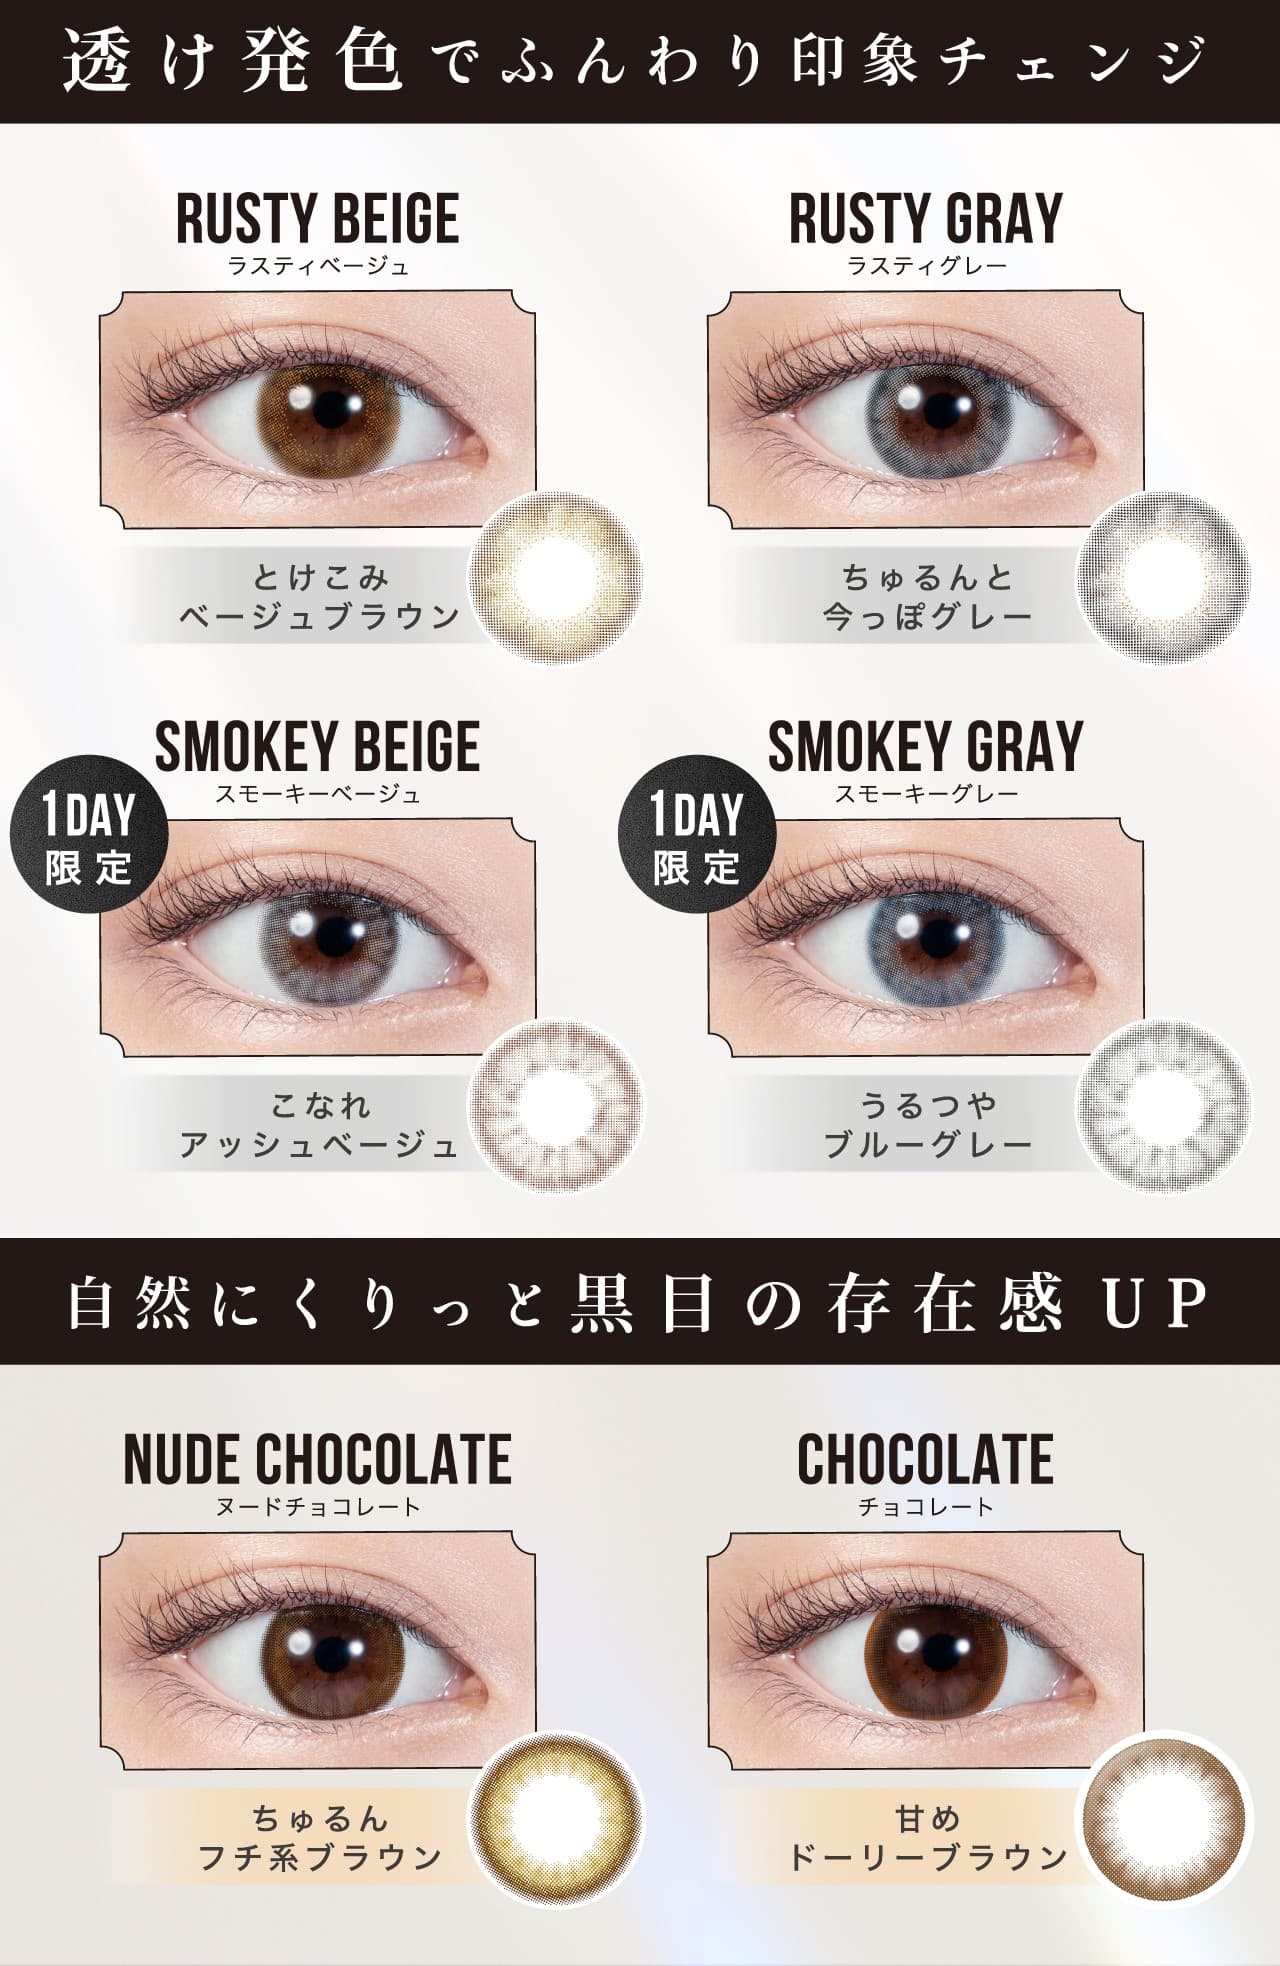 透け発色でふんわり印象チェンジ
RUSTY BEIGE
ラスティベージュ
とけこみ
ベージュブラウン
RUSTY GRAY
ラスティグレー
ちゅるんと
今っぽグレー
SMOKEY BEIGE
スモーキーベージュ
1DAY
限定
こなれ
アッシュベージュ
SMOKEY GRAY
スモーキーグレー
1DAY
限定
うるつや
ブルーグレー
自然にくりっと黒目の存在感UP
NUDE CHOCOLATE
ヌードチョコレート
ちゅるん
フチ系ブラウン
CHOCOLATE
チョコレート
甘め
ドーリーブラウン